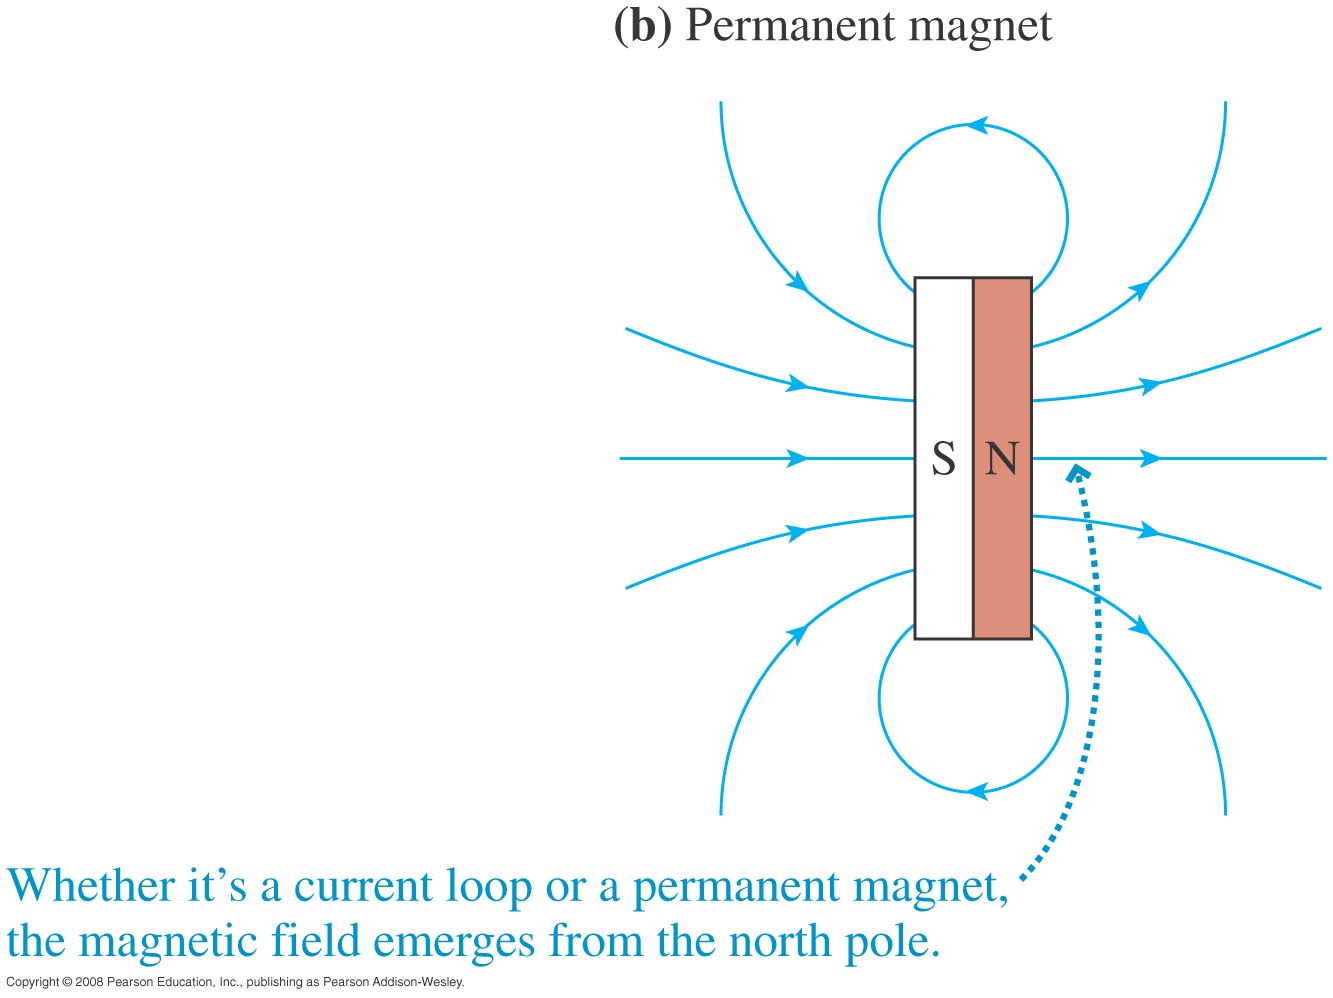 (b) Permanent magnet
S N
Whether it’s a current loop or a permanent magnet,
the magnetic field emerges from the north pole.
Copyright © 2008 Pearson Education, Inc., publishing as Pearson Addison-Wesley.